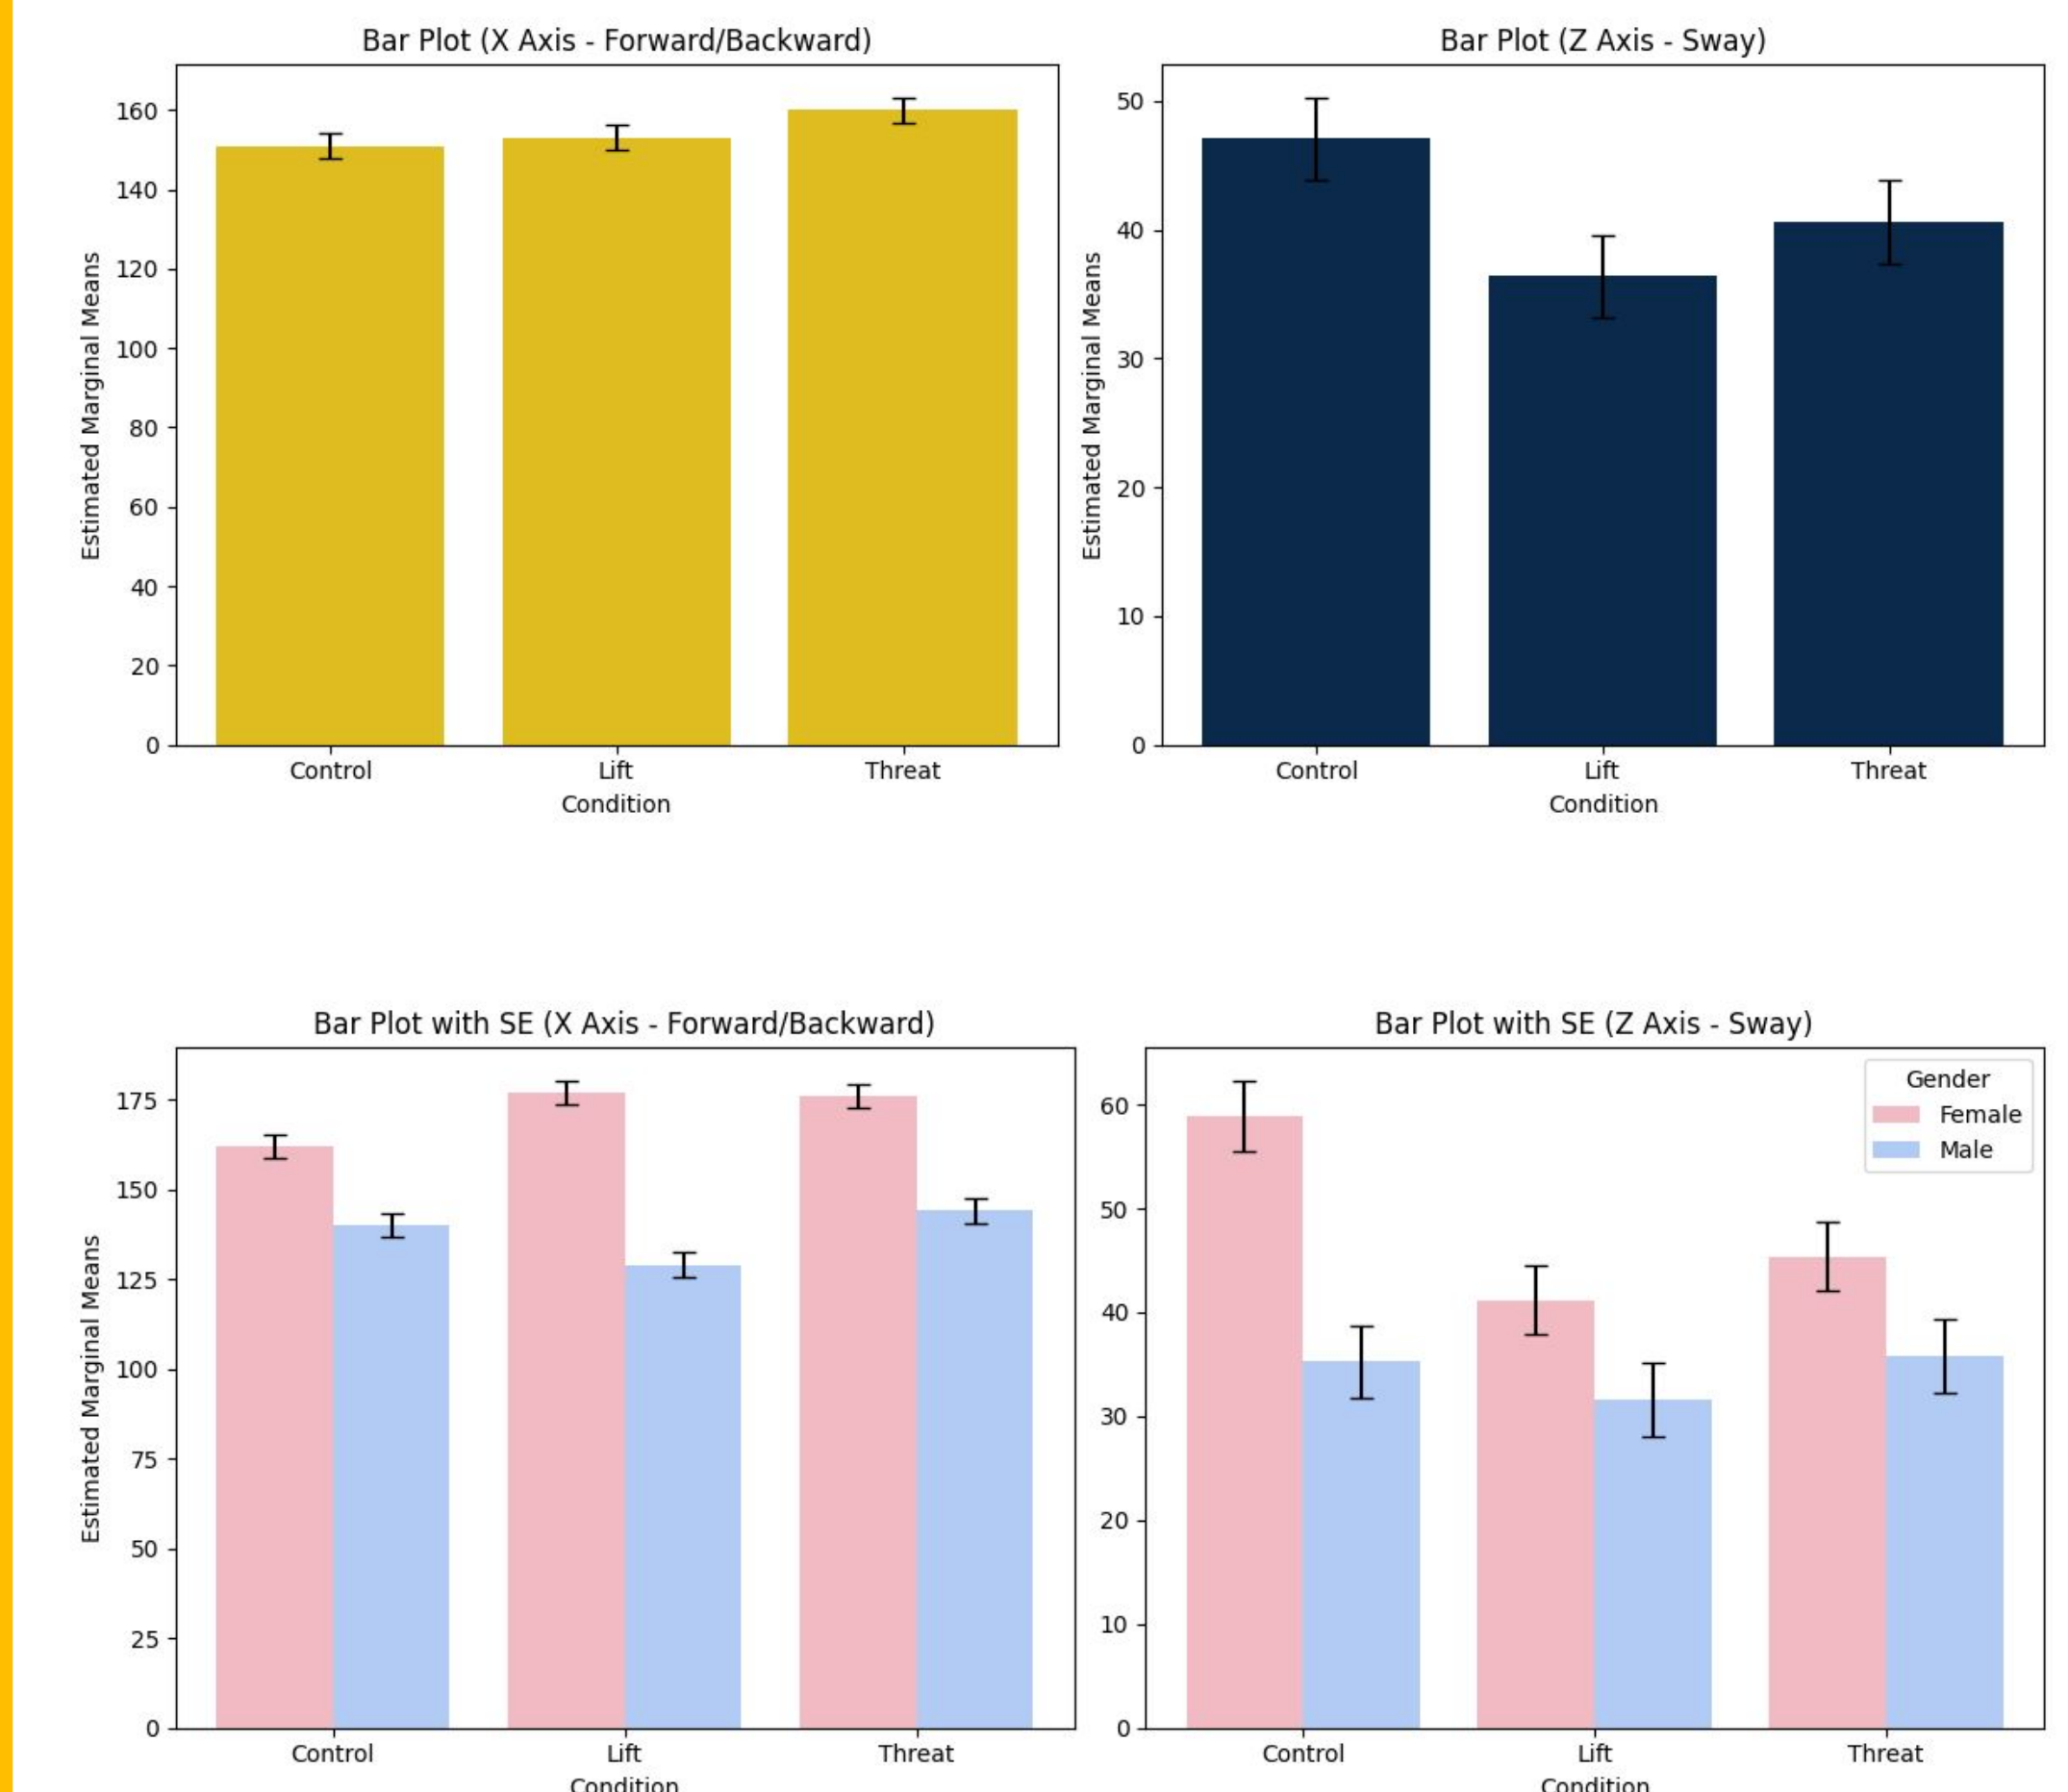 Bar Plot (X Axis - Forward/Backward)
Estimated Marginal Means
160
140
120
100
80
60
40
20
0
Control Lift Threat
Condition
Bar Plot (Z Axis - Sway)
Estimated Marginal Means
50
40
30
20
10
0
Control Lift Threat
Condition
Bar Plot with SE (X Axis - Forward/Backward)
Estimated Marginal Means
175
150
125
100
75
50
25
0
Control Lift Threat
Condition
Bar Plot with SE (Z Axis - Sway)
Gender
Female
Male
60
50
40
30
20
10
0
Control Lift Threat
Condition